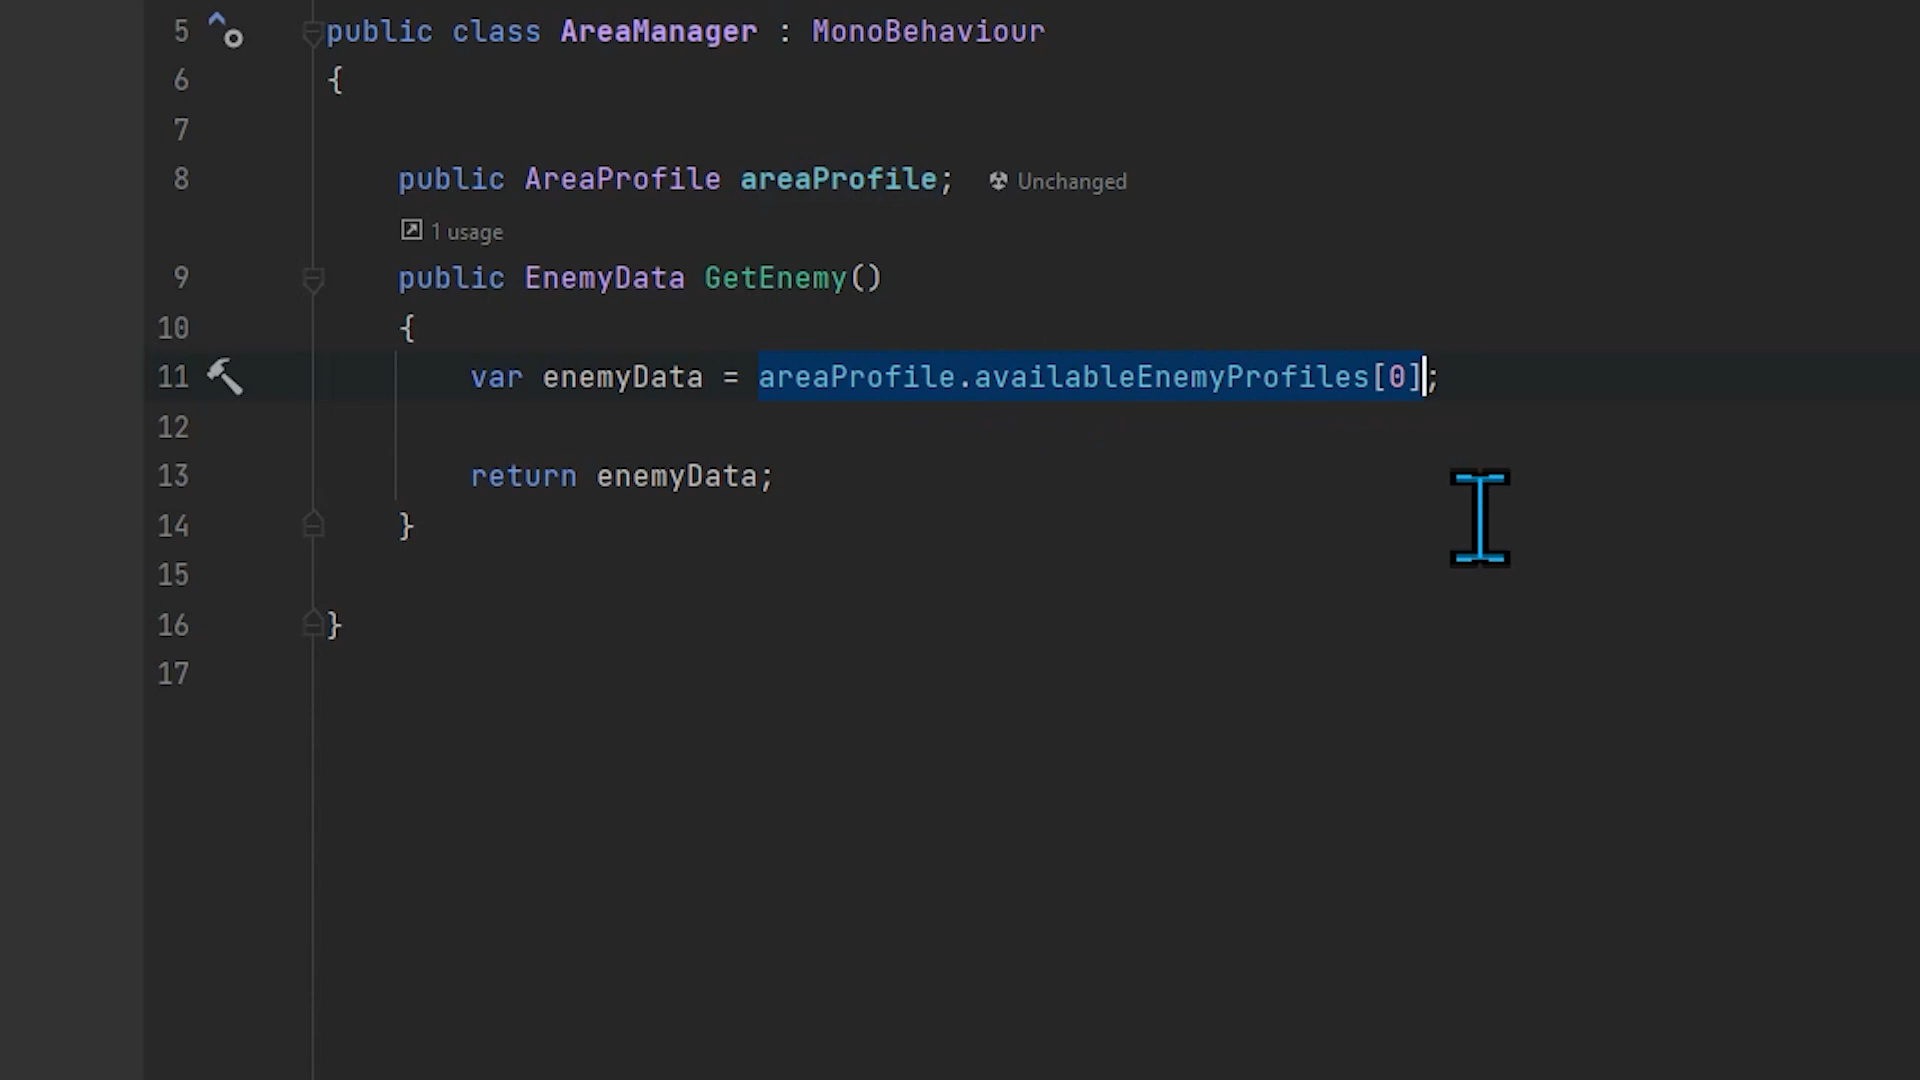 5 public class AreaManager : MonoBehaviour
6 {
7
8 public AreaProfile areaProfile; Unchanged
1 usage
9 public EnemyData GetEnemy()
10 {
11 var enemyData = areaProfile.availableEnemyProfiles[0];
12
13 return enemyData;
14 }
15
16 }
17